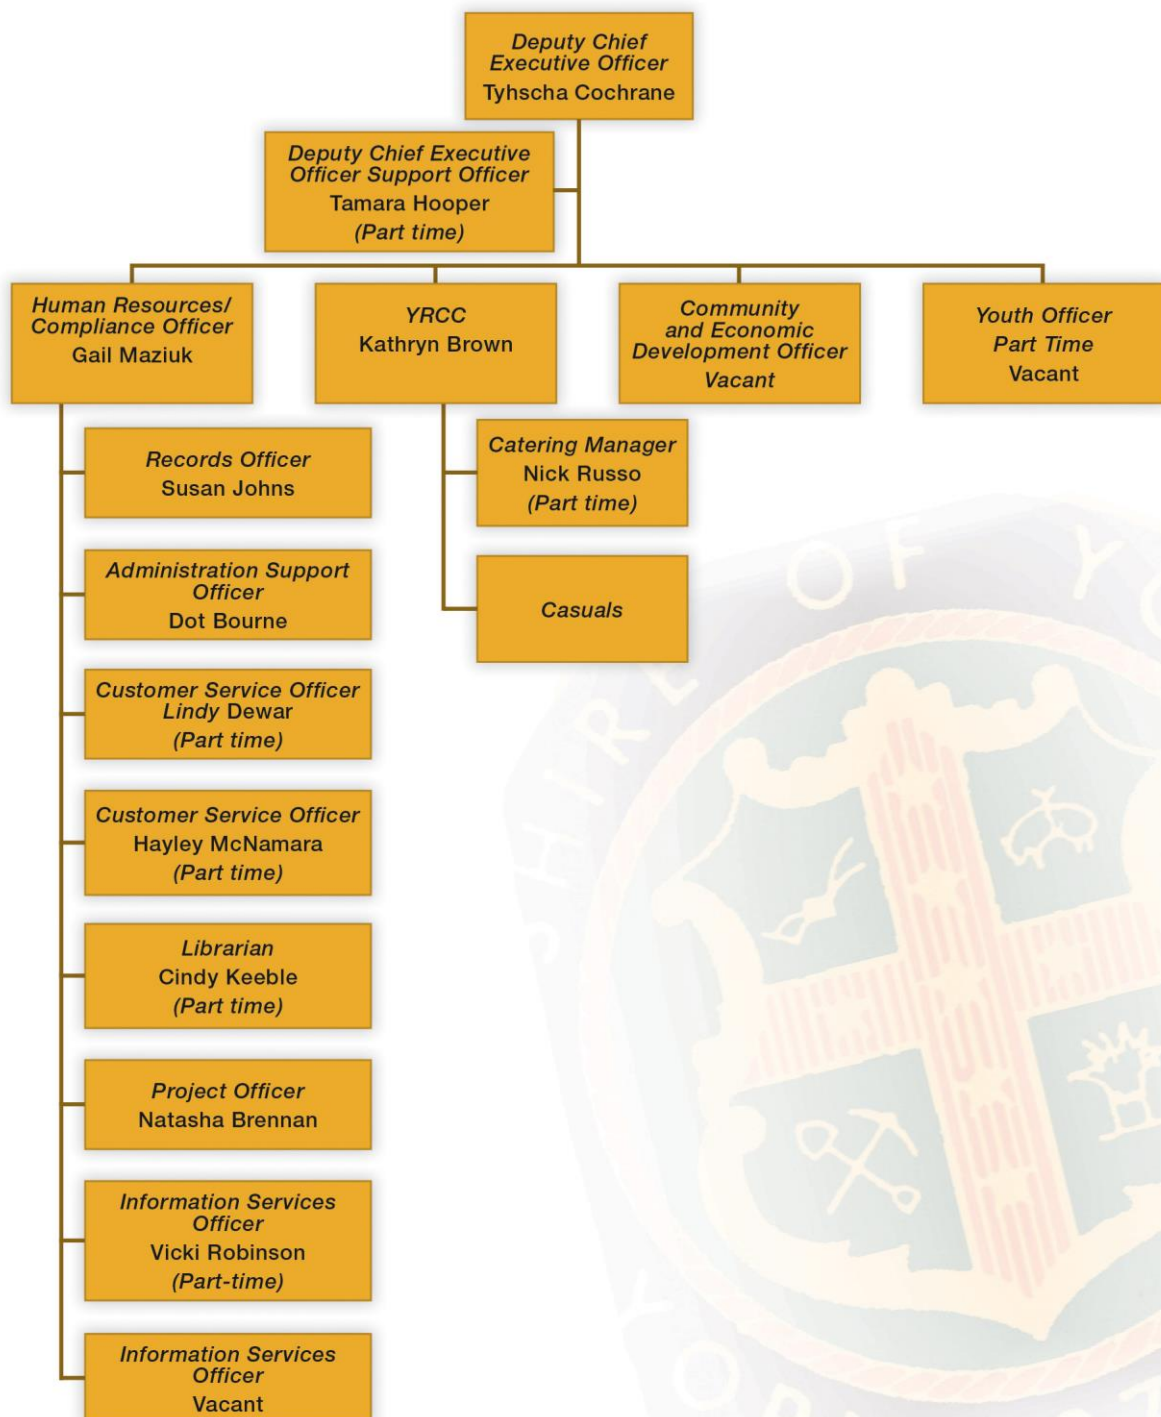 Deputy Chief
Executive Officer
Tyhscha Cochrane
Deputy Chief Executive
Officer Support Officer
Tamara Hooper
(Part time)
Human Resources/
Compliance Officer
Gail Maziuk
YRCC
Kathryn Brown
Community
and Economic
Development Officer
Vacant
Youth Officer
Part Time
Vacant
Records Officer
Susan Johns
Administration Support
Officer
Dot Bourne
Customer Service Officer
Lindy Dewar
(Part time)
Customer Service Officer
Hayley McNamara
(Part time)
Librarian
Cindy Keeble
(Part time)
Project Officer
Natasha Brennan
Information Services
Officer
Vicki Robinson
(Part-time)
Information Services
Officer
Vacant
Catering Manager
Nick Russo
(Part time)
Casuals
SHIRE OF YO